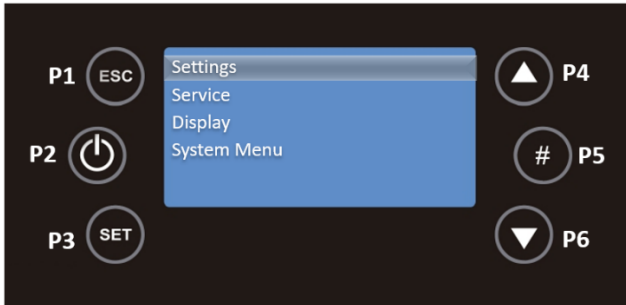 P1 ESC
Settings
P4
Service
Display
P2
# P5
System Menu
P3 SET
P6